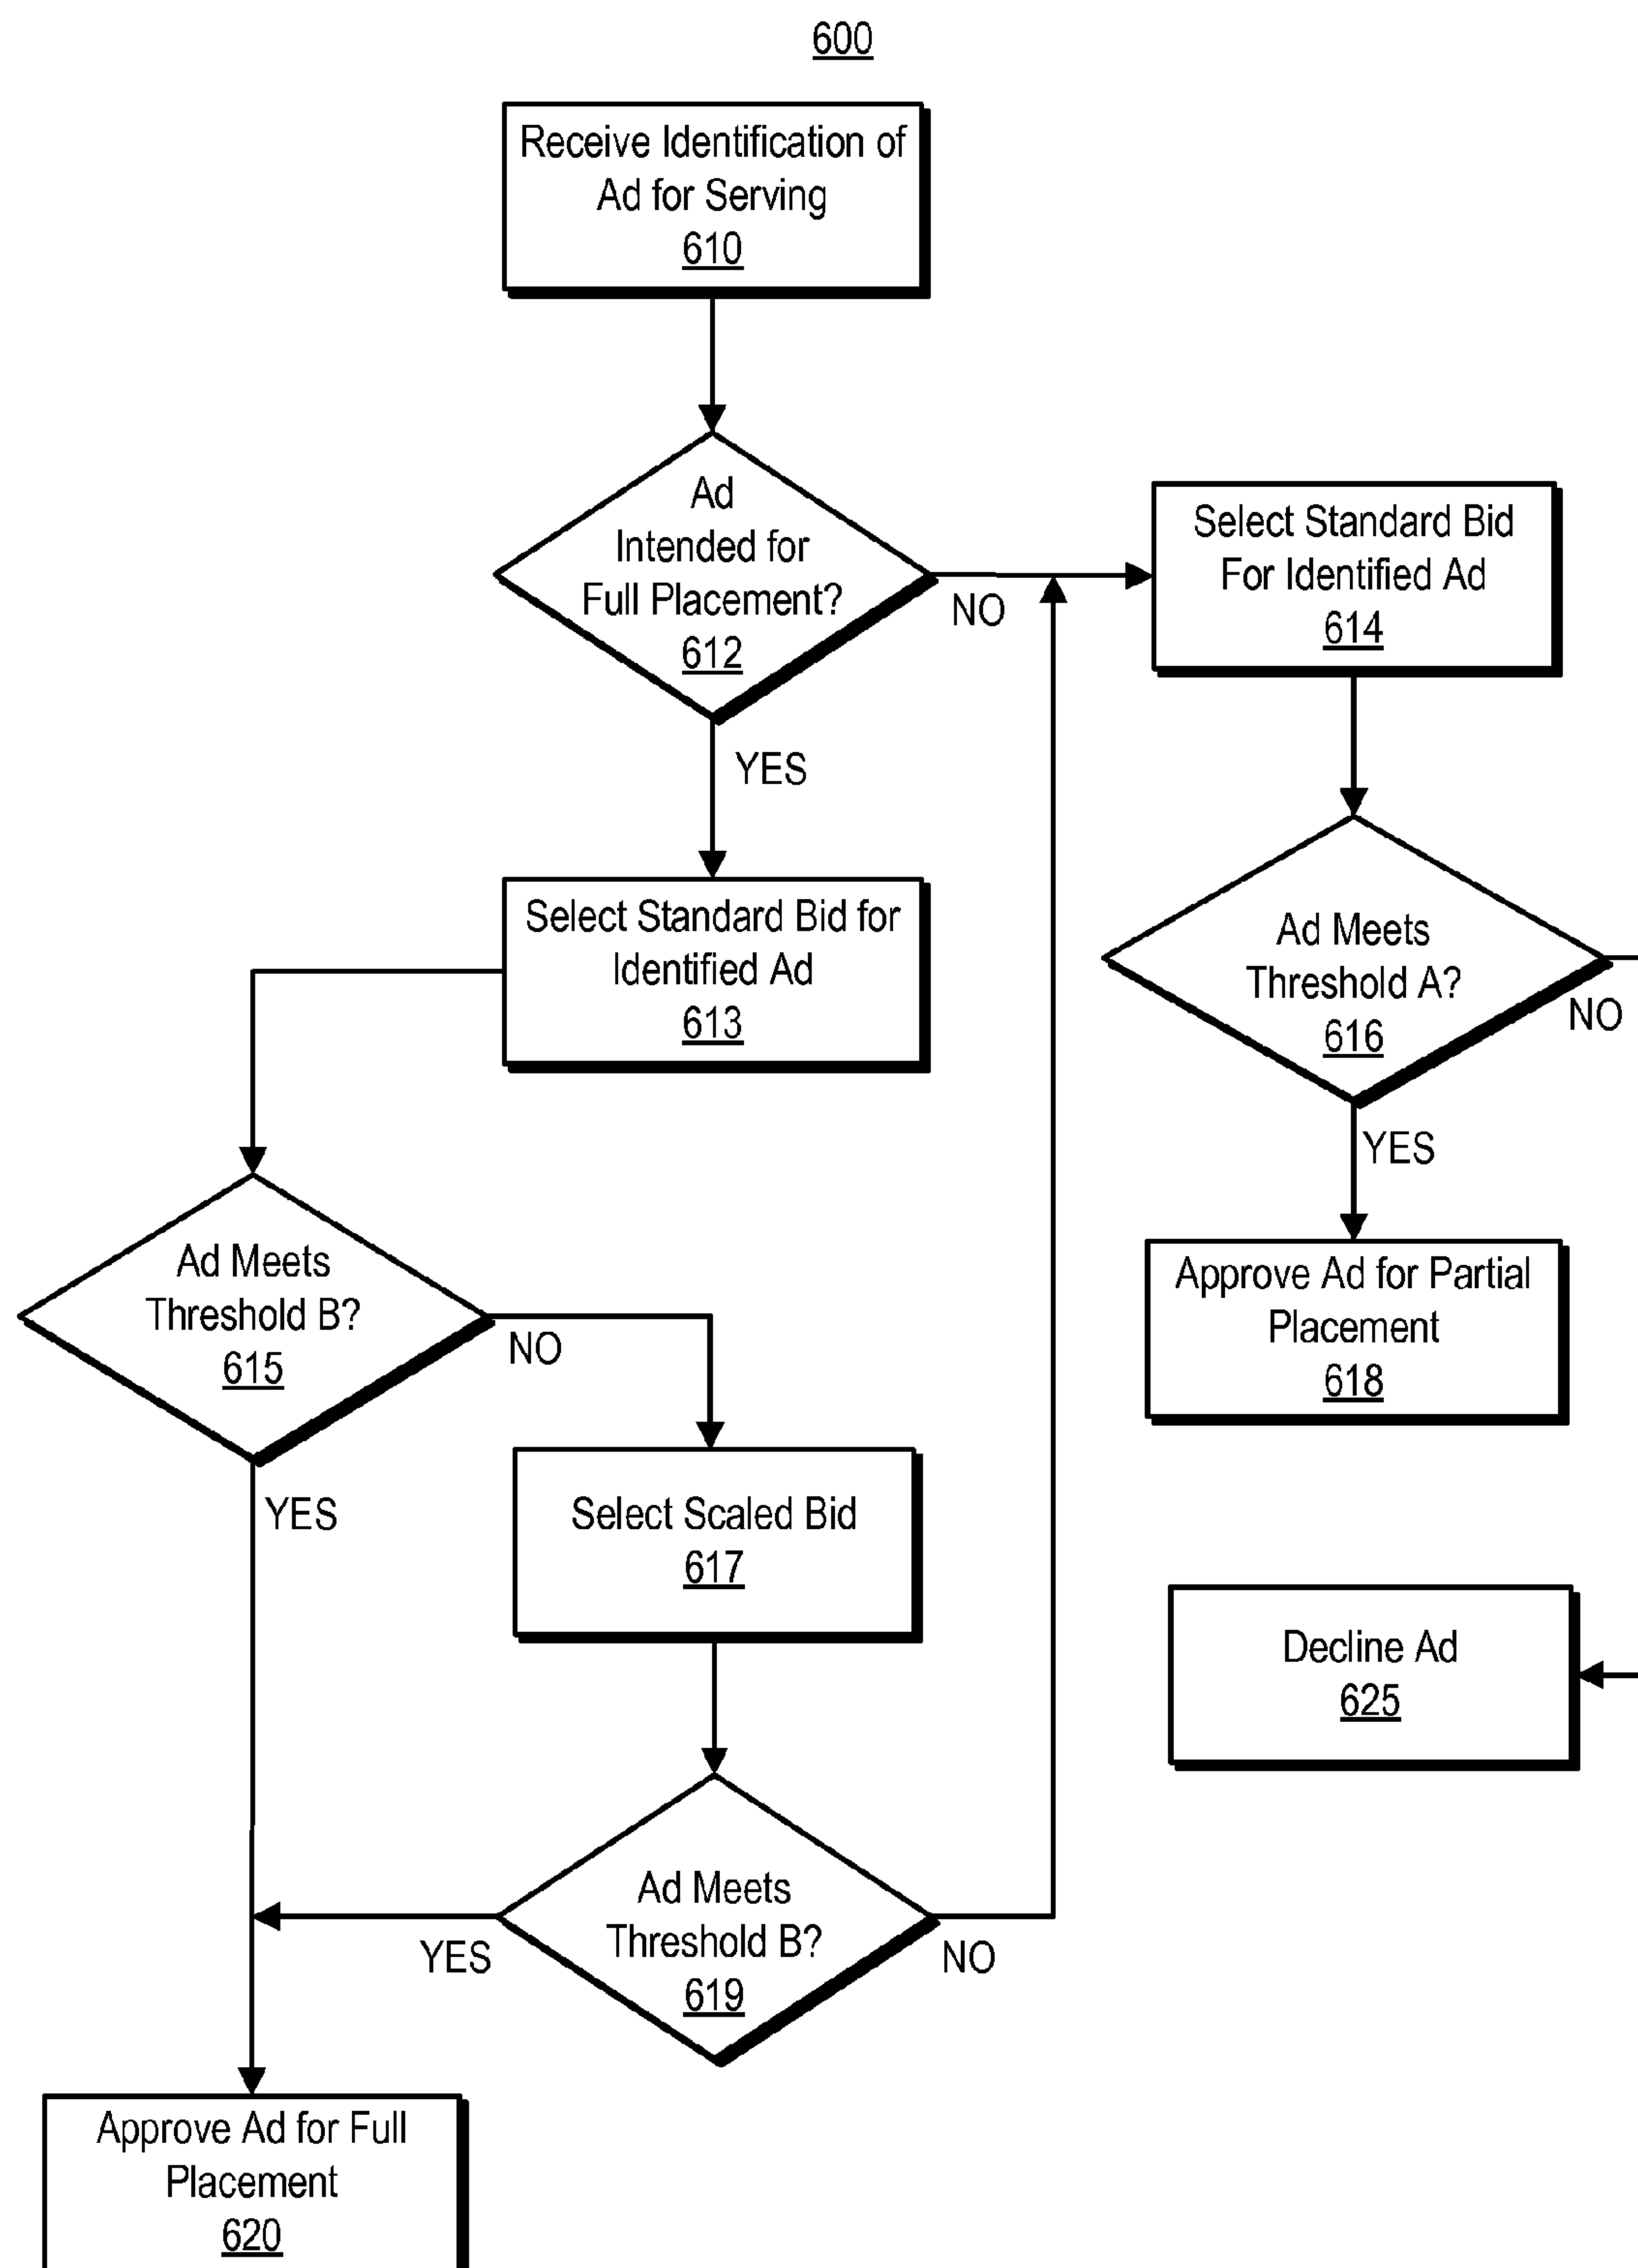 600
Receive Identification of
Ad for Serving
610
Ad
Intended for
Full Placement?
612
NO
YES
Select Standard Bid
For Identified Ad
614
Select Standard Bid for
Identified Ad
613
Ad Meets
Threshold A?
616
NO
YES
Approve Ad for Partial
Placement
618
Ad Meets
Threshold B?
615
NO
YES
Select Scaled Bid
617
Decline Ad
625
Ad Meets
Threshold B?
619
YES
NO
Approve Ad for Full
Placement
620